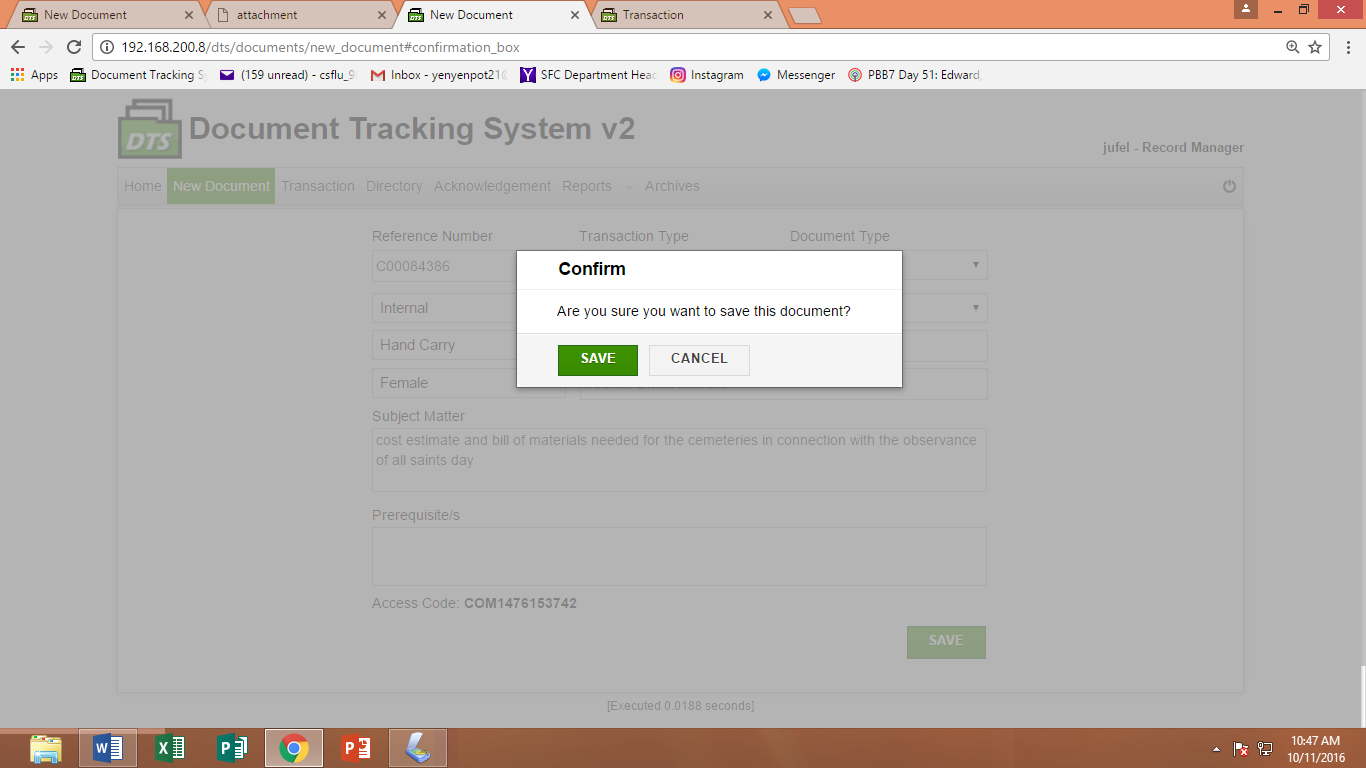 New Document
attachment
New Document
Transaction
192.168.200.8/dts/documents/new_document#confirmation_box
Apps
Document Tracking S
(159 unread) - csflu_9
Inbox - yenyenpot21@
SFC Department Hea
Instagram
Messenger
PBB7 Day 51: Edward,
DTS
Document Tracking System v2
jufel - Record Manager
Home New Document Transaction Directory Acknowledgement Reports Archives
Reference Number Transaction Type Document Type
C00084386
Confirm
Internal
Are you sure you want to save this document?
Hand Carry
SAVE CANCEL
Female
Subject Matter
cost estimate and bill of materials needed for the cemeteries in connection with the observance
of all saints day
Prerequisite/s
Access Code: COM1476153742
SAVE
[Executed 0.0188 seconds]
10:47 AM
10/11/2016